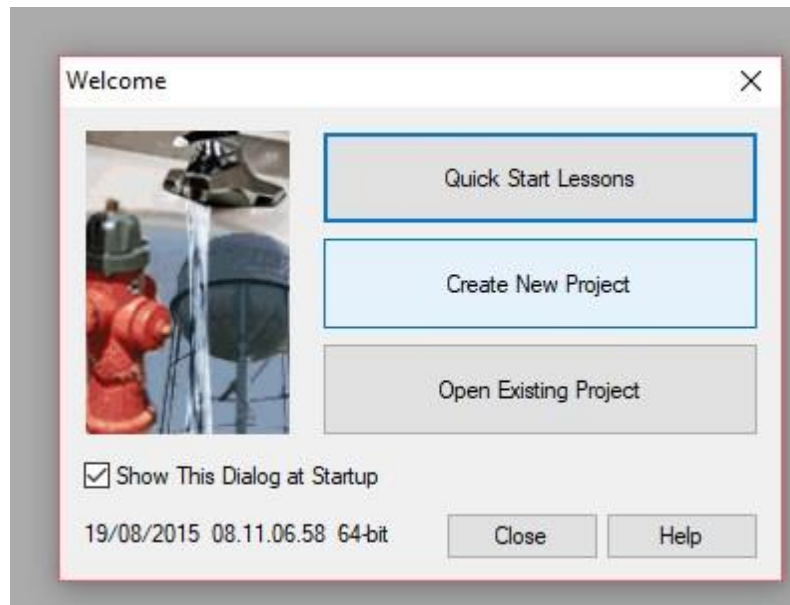 Welcome
Quick Start Lessons
Create New Project
Open Existing Project
Show This Dialog at Startup
19/08/2015 08.11.06.58 64-bit
Close
Help